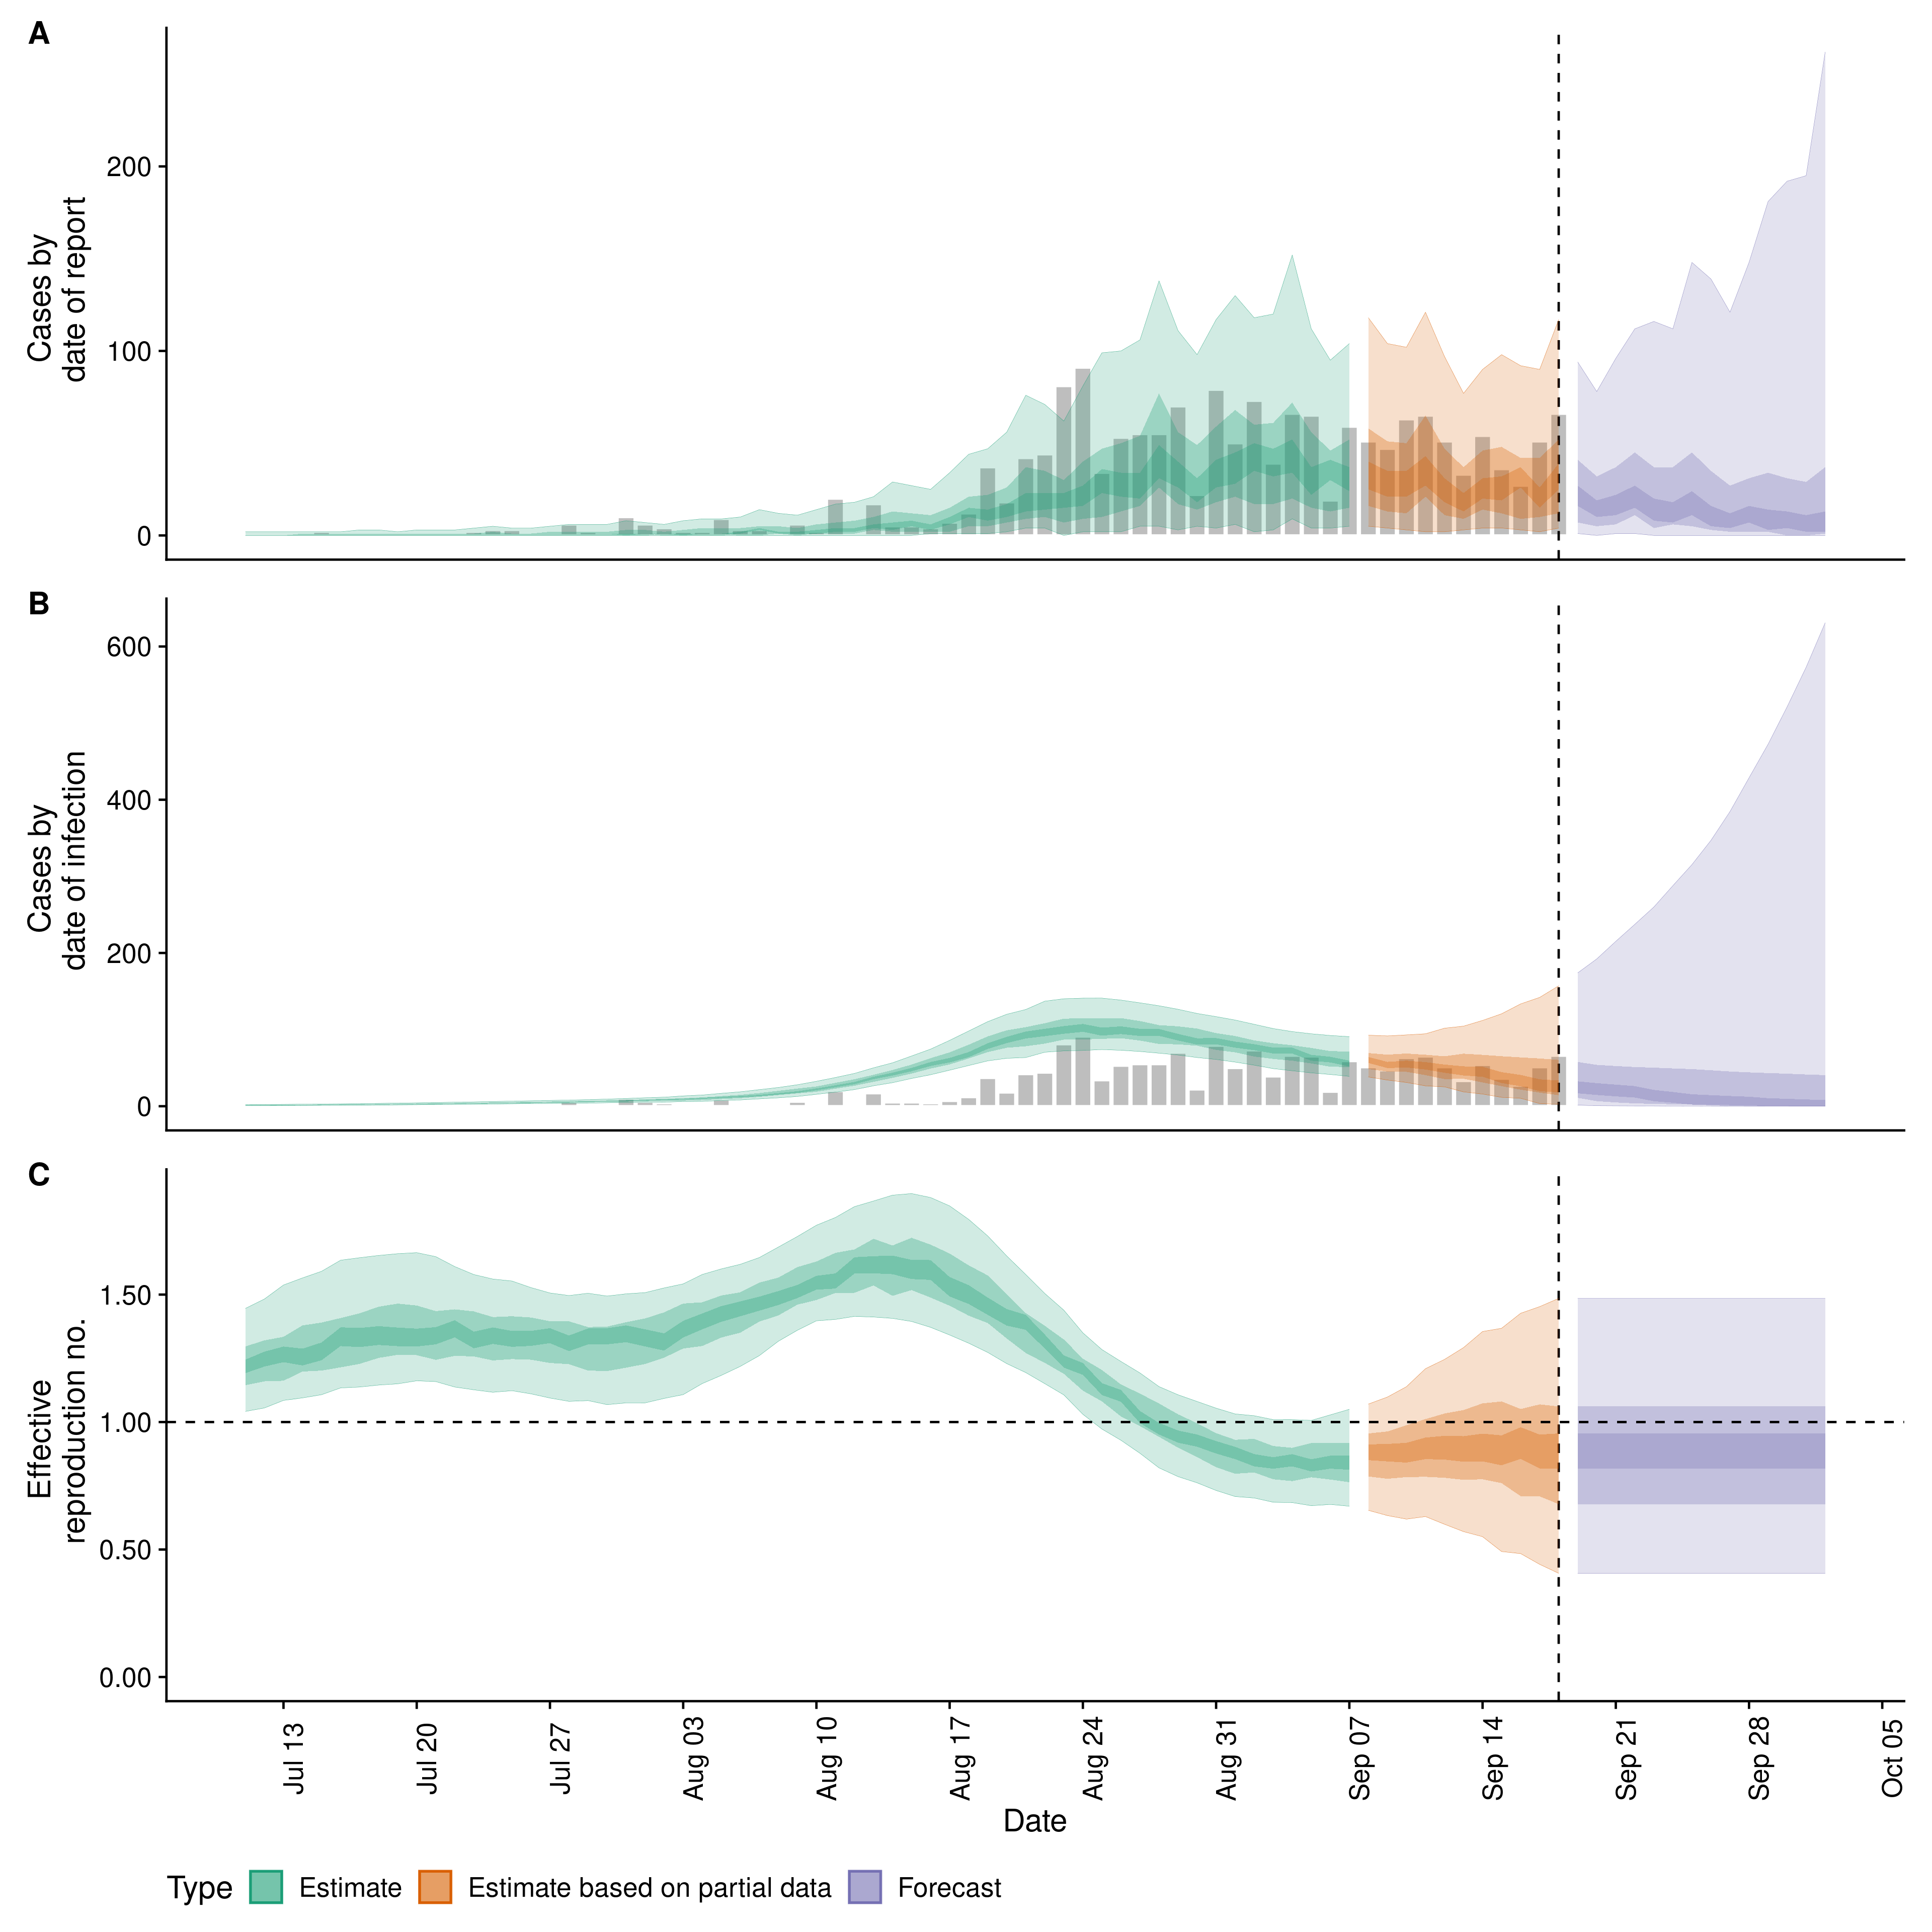 A
Cases by
date of report
200
100
0
B
Cases by
date of infection
600
400
200
0
C
Effective
reproduction no.
1.50
1.00
0.50
0.00
Jul 13
Jul 20
Jul 27
Aug 03
Aug 10
Aug 17
Aug 24
Aug 31
Sep 07
Sep 14
Sep 21
Sep 28
Oct 05
Date
Type Estimate Estimate based on partial data Forecast